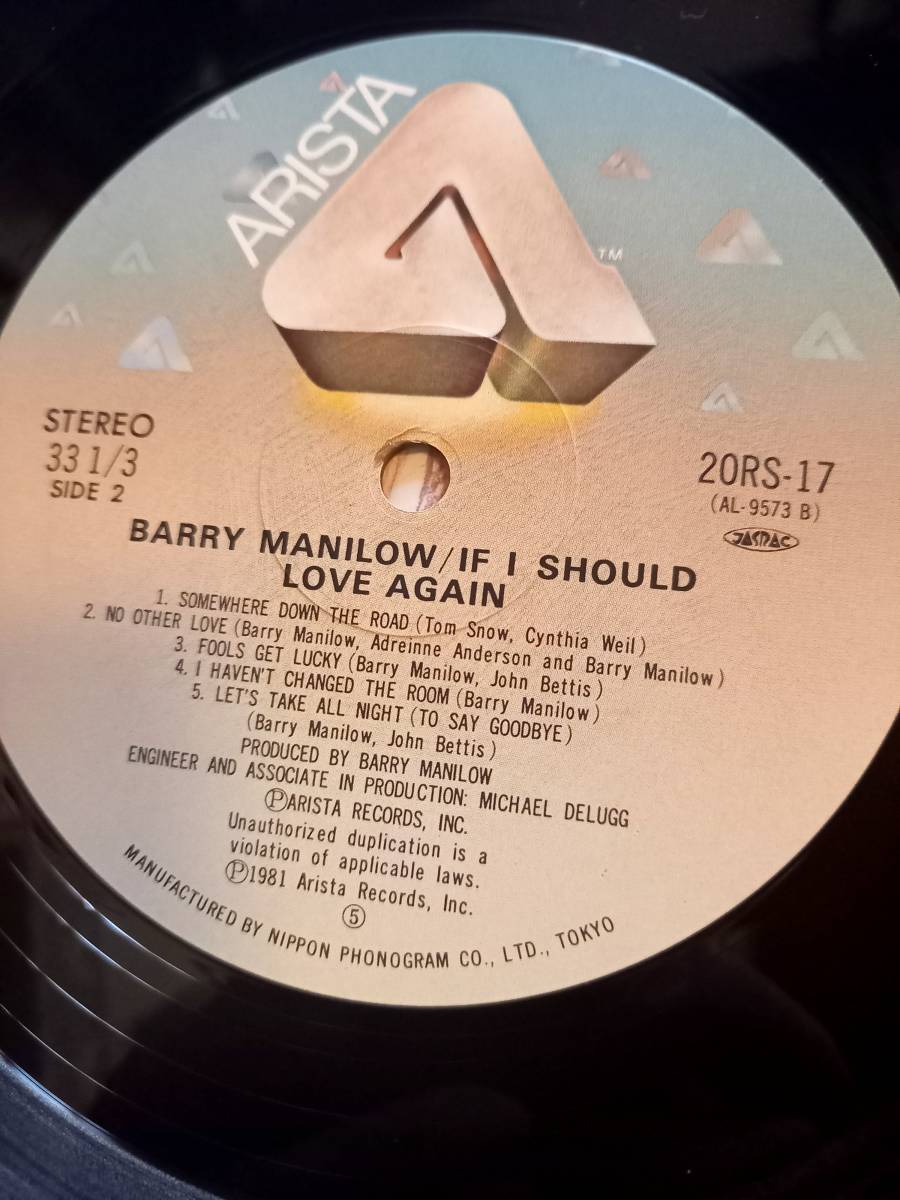 ARISTA
TM
STEREO
33 1/3
SIDE 2
20RS-17
(AL-9573 B)
JASRAC
BARRY MANILOW/IF I SHOULD
LOVE AGAIN
1. SOMEWHERE DOWN THE ROAD (Tom Snow, Cynthia Weil)
2. NO OTHER LOVE (Barry Manilow, Adreinne Anderson and Barry Manilow)
3. FOOLS GET LUCKY (Barry Manilow, John Bettis)
4. I HAVEN'T CHANGED THE ROOM (Barry Manilow)
5. LET'S TAKE ALL NIGHT (TO SAY GOODBYE)
(Barry Manilow, John Bettis)
PRODUCED BY BARRY MANILOW
ENGINEER AND ASSOCIATE IN PRODUCTION: MICHAEL DELUGG
ⓅARISTA RECORDS, INC.
Unauthorized duplication is a
violation of applicable laws.
Ⓟ1981 Arista Records, Inc.
⑤
MANUFACTURED BY NIPPON PHONOGRAM CO., LTD., TOKYO